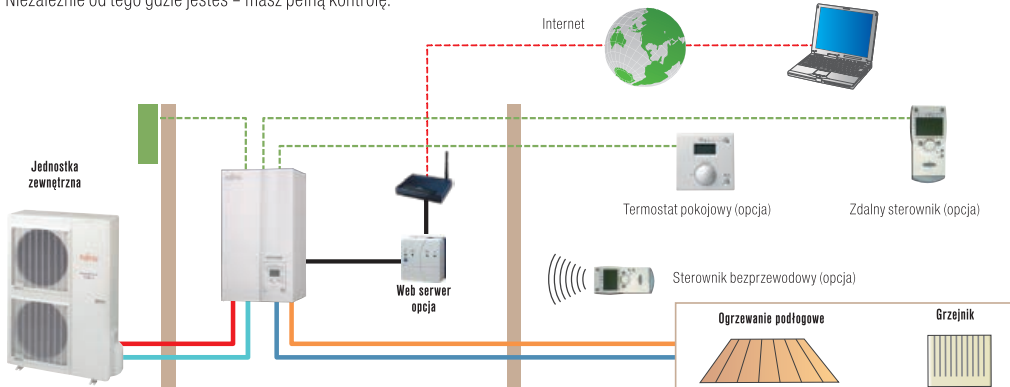 Niezależnie od tego gdzie jesteś – masz pełną kontrolę.
Internet
Jednostka
zewnętrzna
Termostat pokojowy (opcja)
Zdalny sterownik (opcja)
Web serwer
opcja
Sterownik bezprzewodowy (opcja)
Ogrzewanie podłogowe
Grzejnik